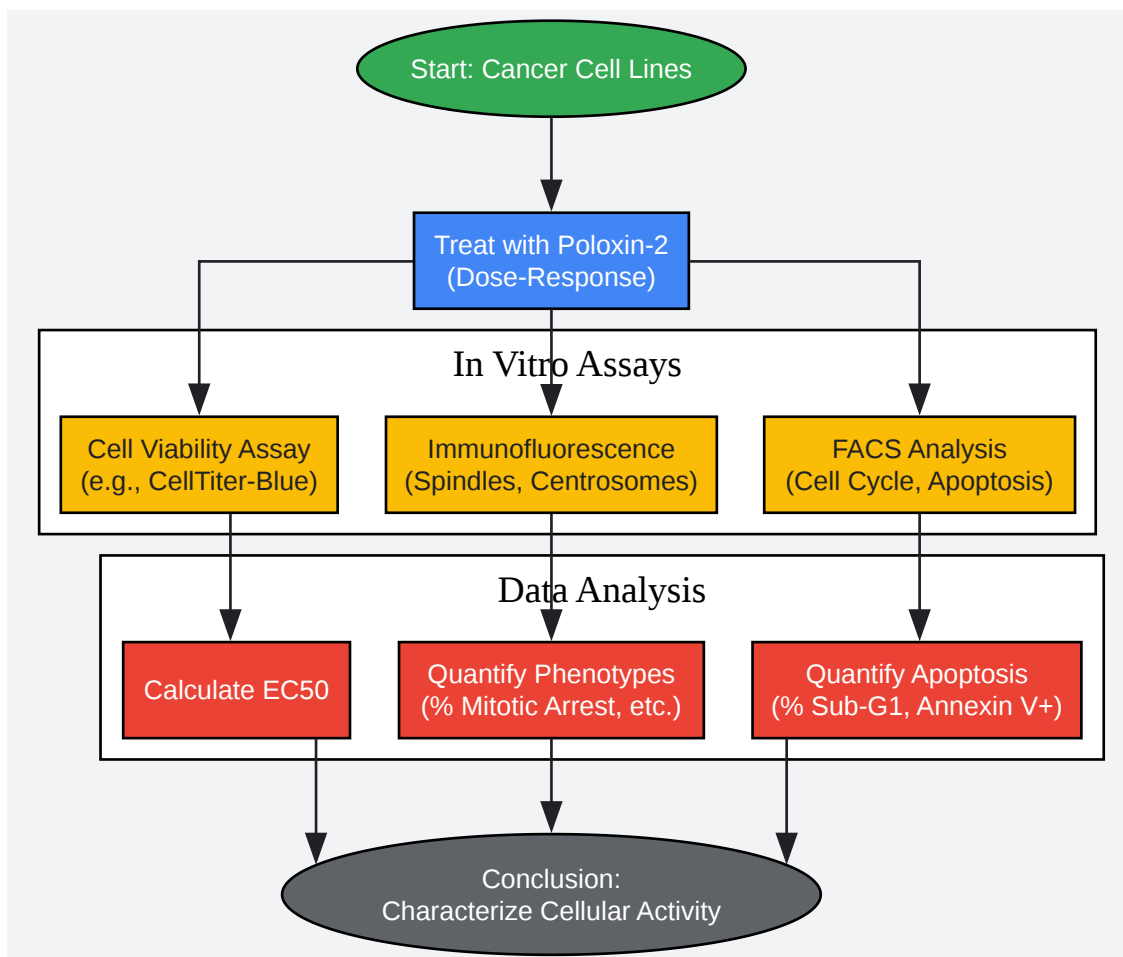 Start: Cancer Cell Lines
Treat with Poloxin-2
(Dose-Response)
In Vitro Assays
Cell Viability Assay
(e.g., CellTiter-Blue)
Immunofluorescence
(Spindles, Centrosomes)
FACS Analysis
(Cell Cycle, Apoptosis)
Data Analysis
Calculate EC50
Quantify Phenotypes
(% Mitotic Arrest, etc.)
Quantify Apoptosis
(% Sub-G1, Annexin V+)
Conclusion:
Characterize Cellular Activity